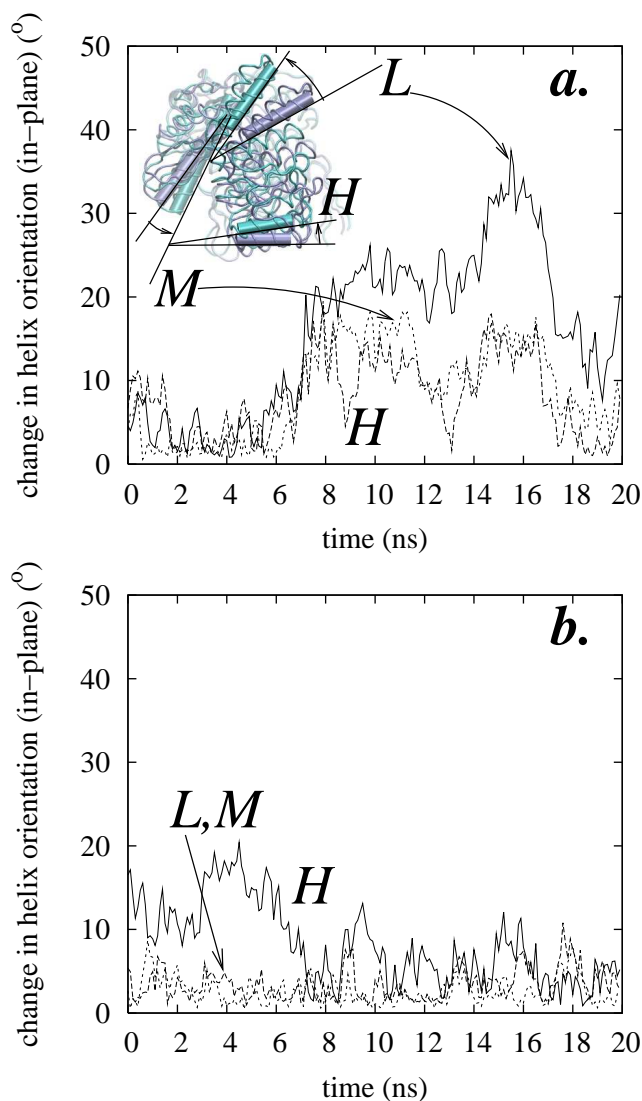 change in helix orientation (in–plane) (°)
50
40
30
20
10
0
a.
L
H
M
H
0 2 4 6 8 10 12 14 16 18 20
time (ns)
change in helix orientation (in–plane) (°)
50
40
30
20
10
0
b.
L,M
H
0 2 4 6 8 10 12 14 16 18 20
time (ns)